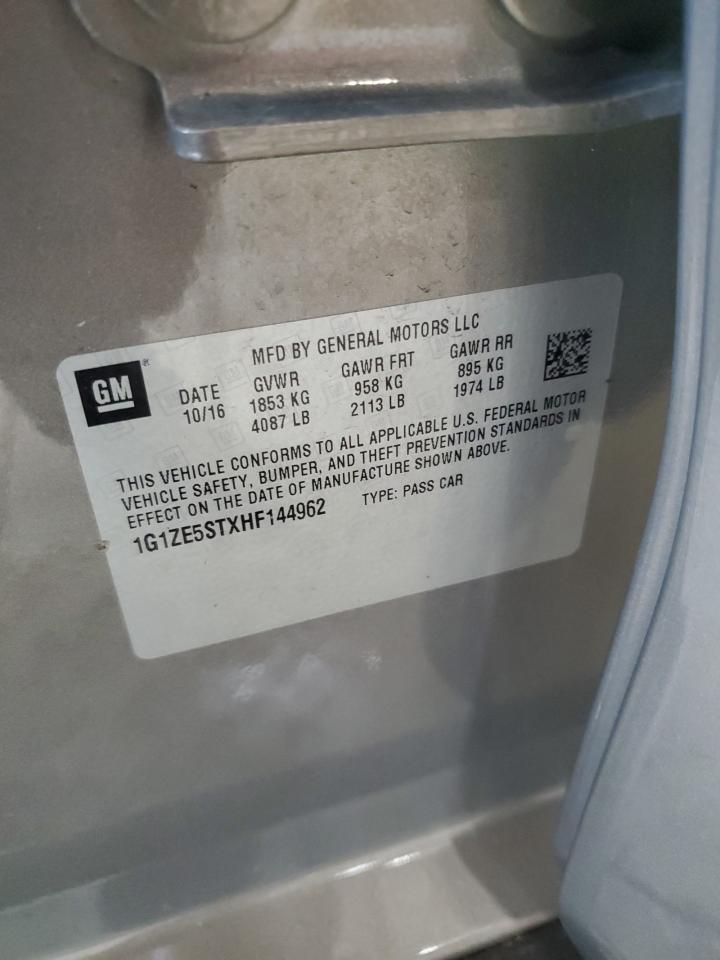 MFD BY GENERAL MOTORS LLC
GM ®
DATE GVWR GAWR FRT GAWR RR
10/16 1853 KG 958 KG 895 KG
4087 LB 2113 LB 1974 LB
THIS VEHICLE CONFORMS TO ALL APPLICABLE U.S. FEDERAL MOTOR
VEHICLE SAFETY, BUMPER, AND THEFT PREVENTION STANDARDS IN
EFFECT ON THE DATE OF MANUFACTURE SHOWN ABOVE.
1G1ZE5STXHF144962 TYPE: PASS CAR